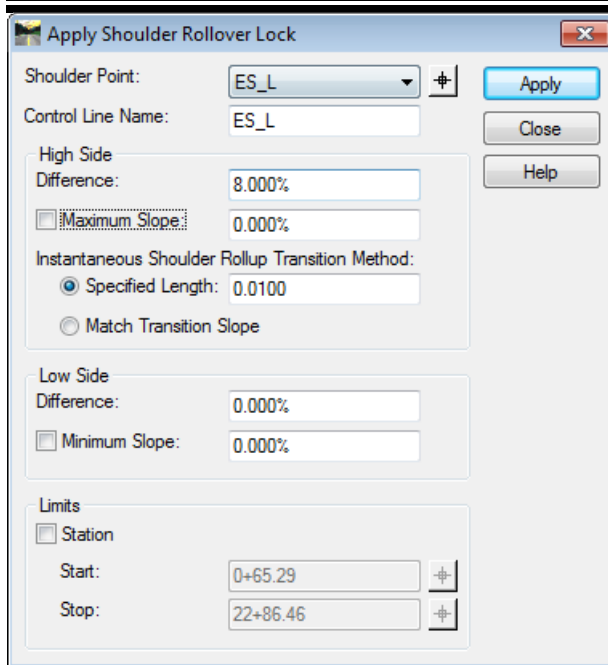 Apply Shoulder Rollover Lock
Shoulder Point: ES_L
Apply
Control Line Name: ES_L
Close
High Side
Help
Difference: 8.000%
Maximum Slope: 0.000%
Instantaneous Shoulder Rollup Transition Method:
Specified Length: 0.0100
Match Transition Slope
Low Side
Difference: 0.000%
Minimum Slope: 0.000%
Limits
Station
Start: 0+65.29
Stop: 22+86.46